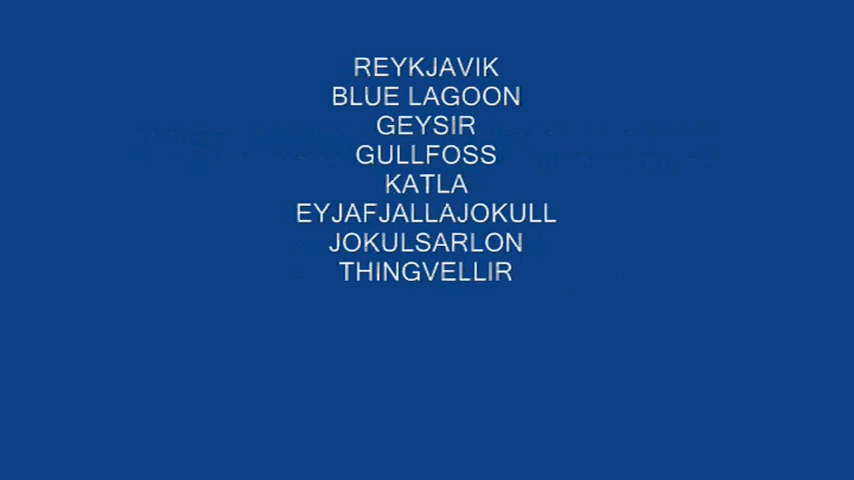 REYKJAVIK
BLUE LAGOON
GEYSIR
GULLFOSS
KATLA
EYJAFJALLAJOKULL
JOKULSARLON
THINGVELLIR